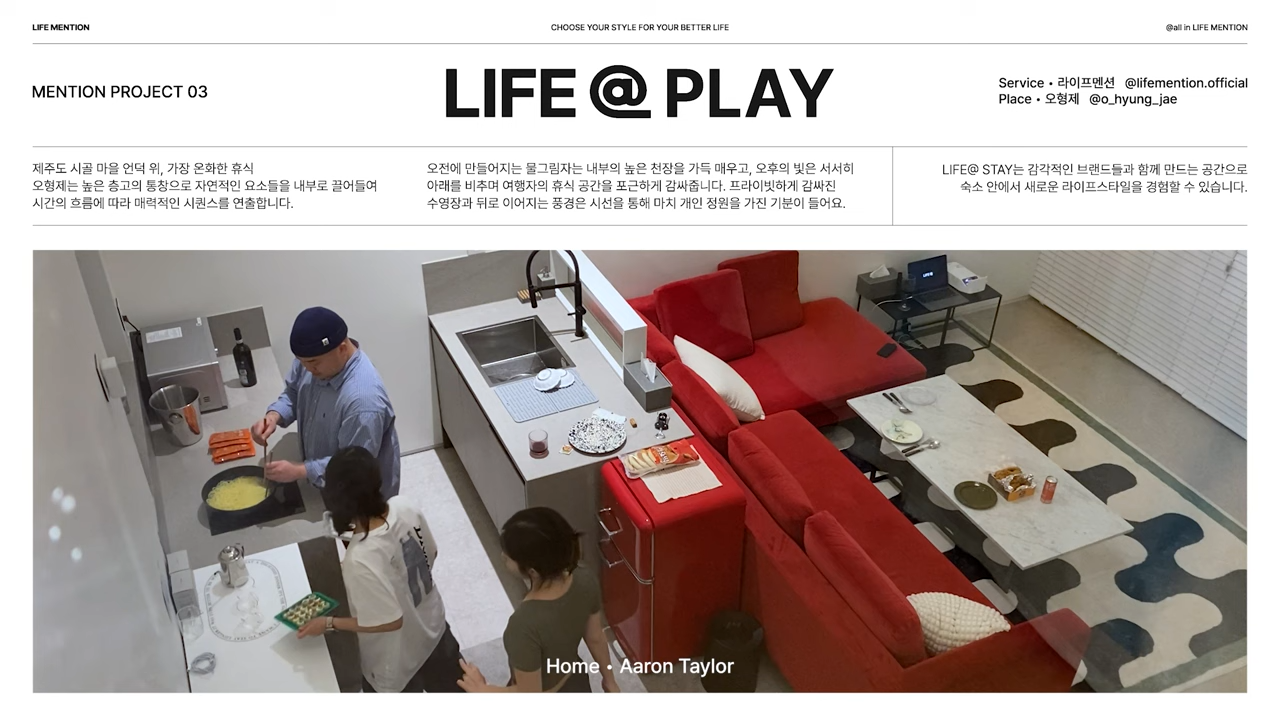 LIFE MENTION
CHOOSE YOUR STYLE FOR YOUR BETTER LIFE
@all in LIFE MENTION
MENTION PROJECT 03
LIFE @ PLAY
Service • 라이프멘션 @lifemention.official
Place • 오형제 @o_hyung_jae
제주도 시골 마을 언덕 위, 가장 온화한 휴식
오형제는 높은 층고의 통창으로 자연적인 요소들을 내부로 끌어들여
시간의 흐름에 따라 매력적인 시퀀스를 연출합니다.
오전에 만들어지는 물그림자는 내부의 높은 천장을 가득 매우고, 오후의 빛은 서서히
아래를 비추며 여행자의 휴식 공간을 포근하게 감싸줍니다. 프라이빗하게 감싸진
수영장과 뒤로 이어지는 풍경은 시선을 통해 마치 개인 정원을 가진 기분이 들어요.
LIFE@ STAY는 감각적인 브랜드들과 함께 만드는 공간으로
숙소 안에서 새로운 라이프스타일을 경험할 수 있습니다.
Home • Aaron Taylor